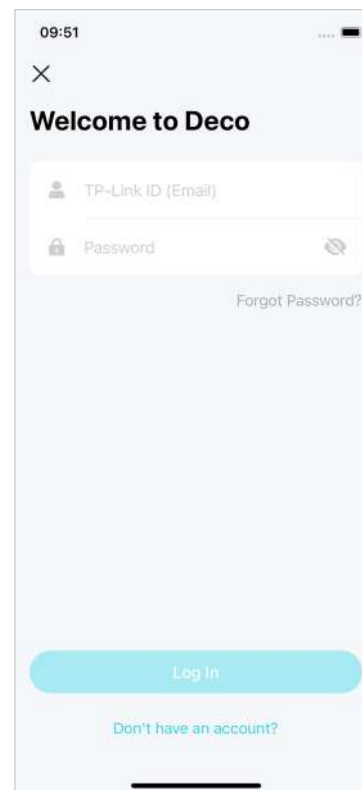 09:51
Welcome to Deco
TP-Link ID (Email)
Password
Forgot Password?
Log In
Don't have an account?